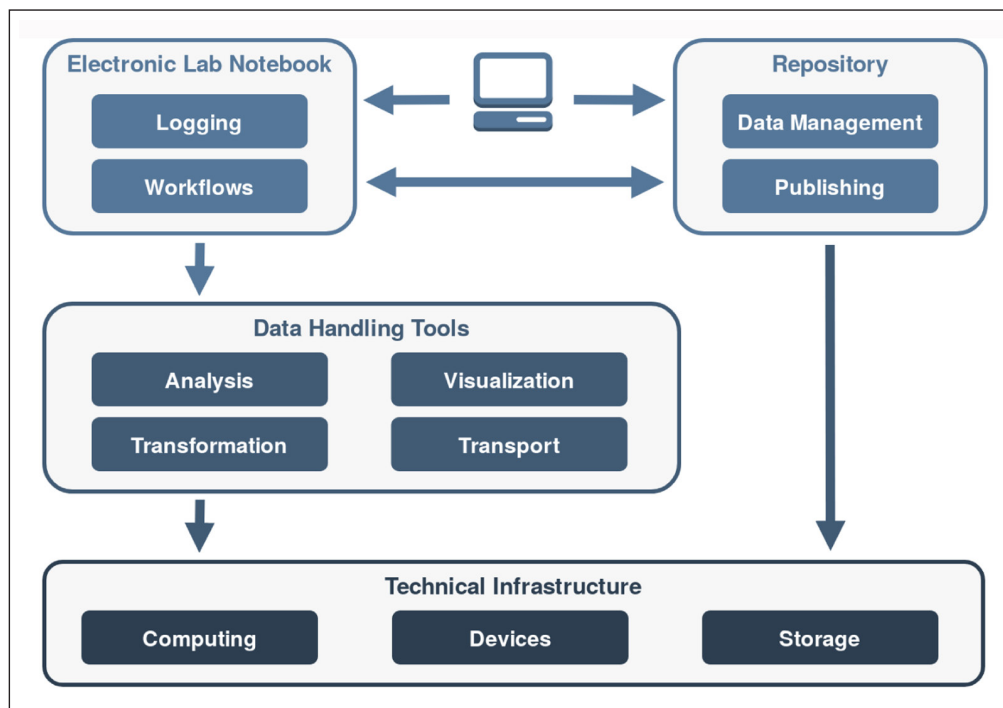 Electronic Lab Notebook
Logging
Workflows
Repository
Data Management
Publishing
Data Handling Tools
Analysis
Visualization
Transformation
Transport
Technical Infrastructure
Computing
Devices
Storage